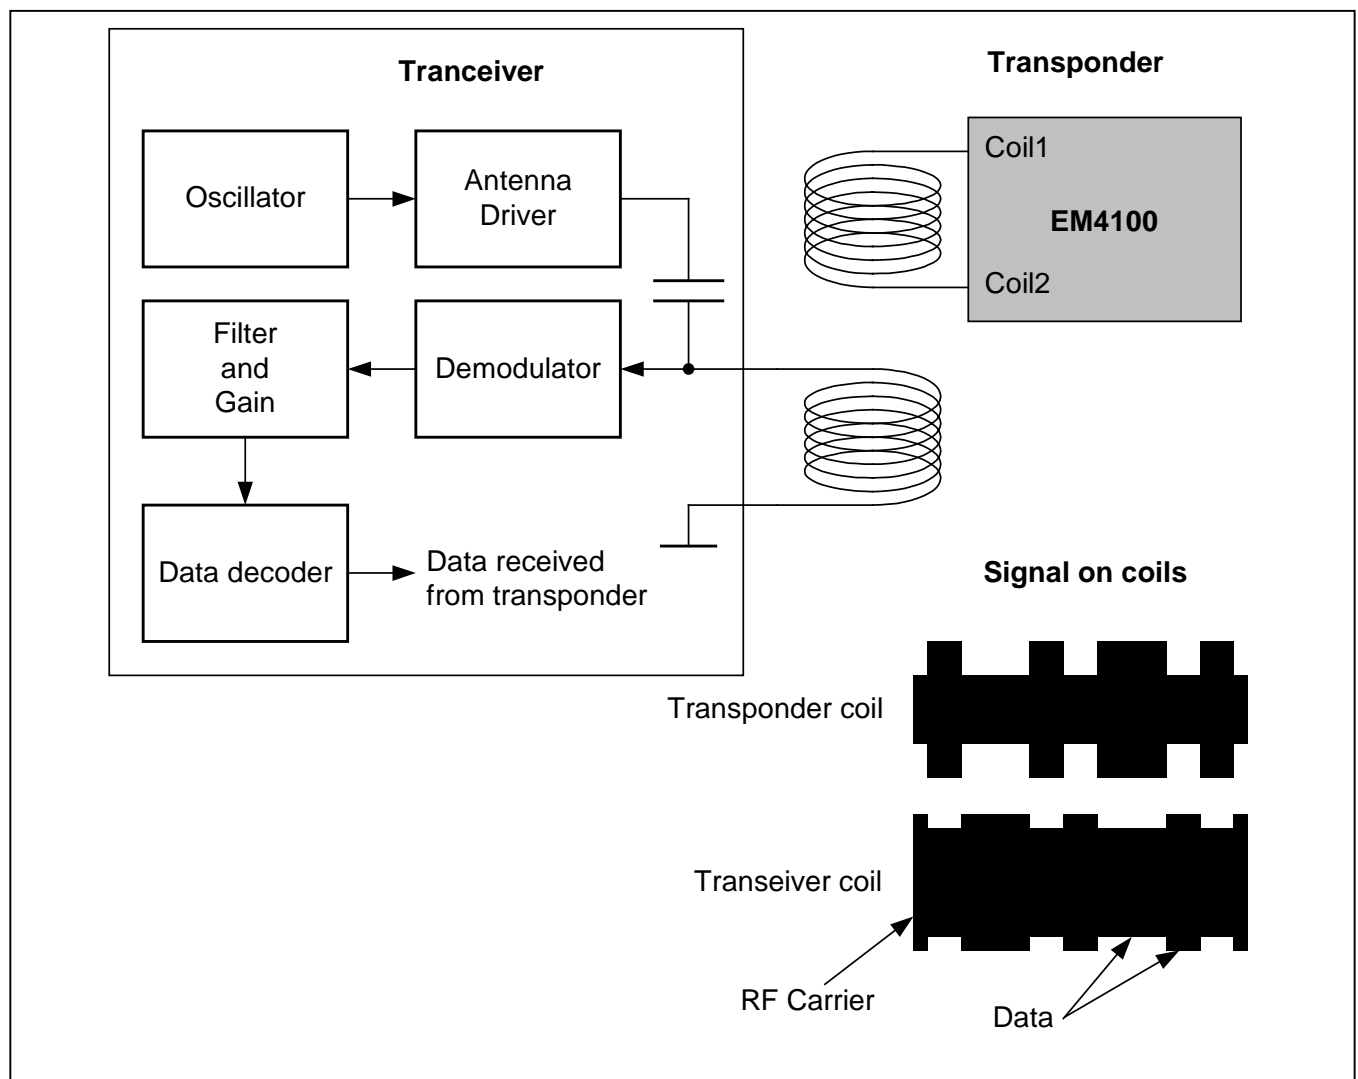 Tranceiver
Transponder
Oscillator
Antenna
Driver
Coil1
EM4100
Coil2
Filter
and
Gain
Demodulator
Data decoder
Data received
from transponder
Signal on coils
Transponder coil
Transeiver coil
RF Carrier
Data